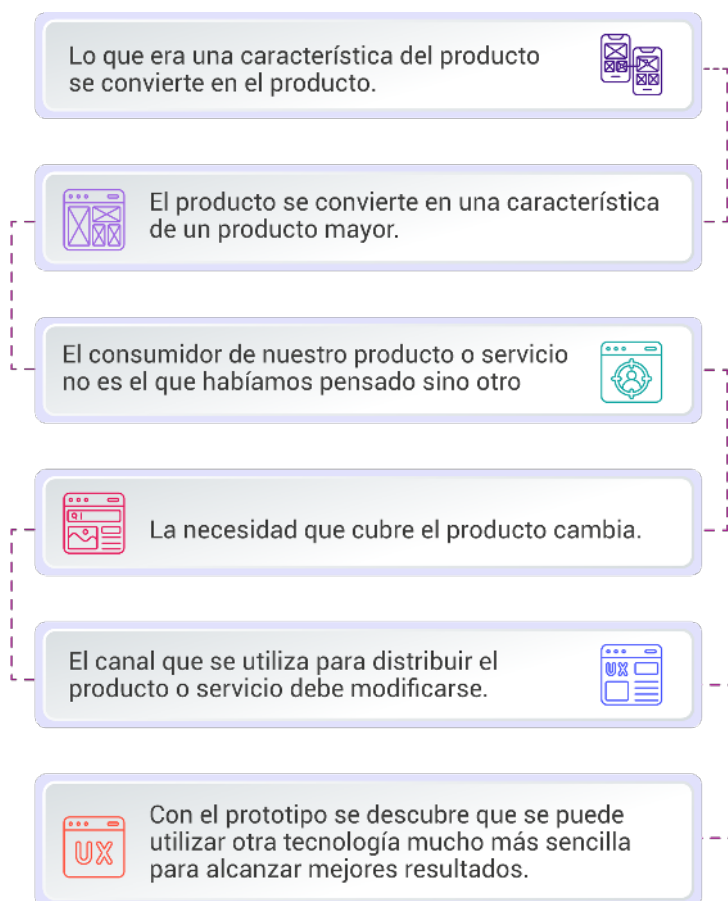 Lo que era una característica del producto
se convierte en el producto.
El producto se convierte en una característica
de un producto mayor.
El consumidor de nuestro producto o servicio
no es el que habíamos pensado sino otro
La necesidad que cubre el producto cambia.
El canal que se utiliza para distribuir el
UX
producto o servicio debe modificarse.
Con el prototipo se descubre que se puede
utilizar otra tecnología mucho más sencilla
UX
para alcanzar mejores resultados.